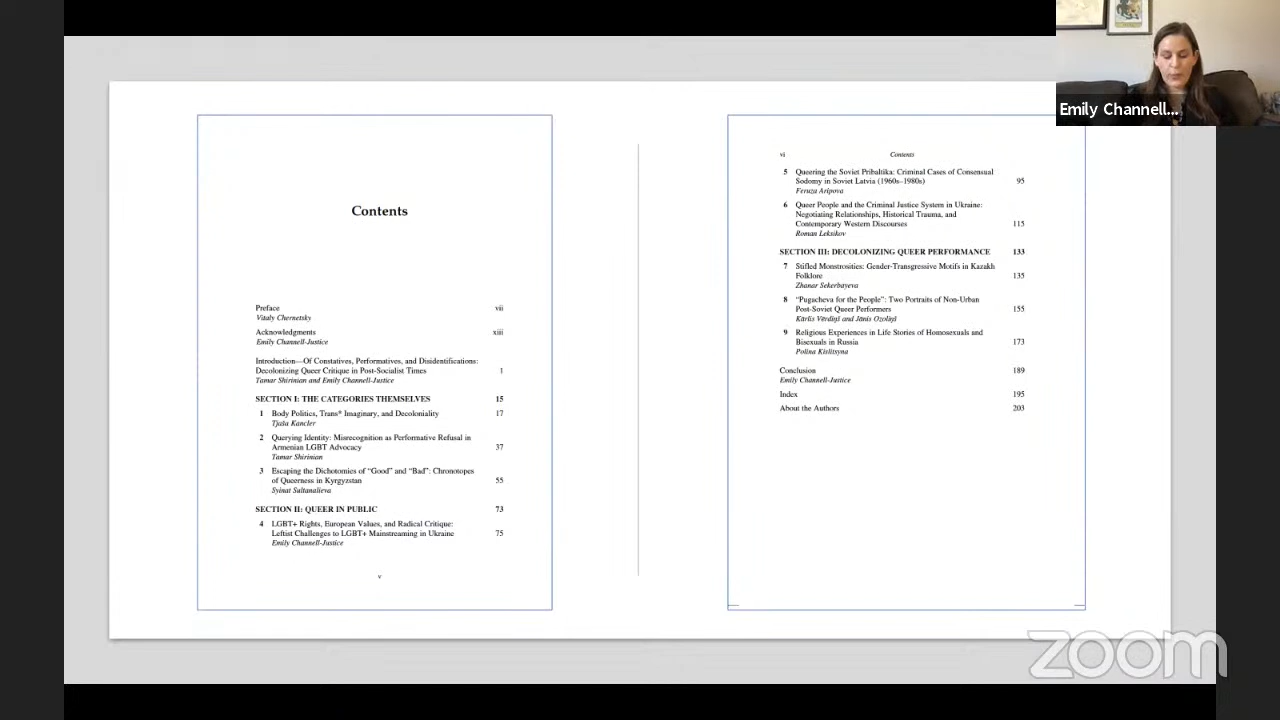 Contents
Preface vii
Vitaly Chernetsky
Acknowledgments xiii
Emily Channell-Justice
Introduction—Of Constatives, Performatives, and Disidentifications:
Decolonizing Queer Critique in Post-Socialist Times 1
Tamar Shirinian and Emily Channell-Justice
SECTION I: THE CATEGORIES THEMSELVES 15
1 Body Politics, Trans* Imaginary, and Decoloniality 17
Tjaša Kancler
2 Querying Identity: Misrecognition as Performative Refusal in
Armenian LGBT Advocacy 37
Tamar Shirinian
3 Escaping the Dichotomies of “Good” and “Bad”: Chronotopes
of Queerness in Kyrgyzstan 55
Syinat Sultanalieva
SECTION II: QUEER IN PUBLIC 73
4 LGBT+ Rights, European Values, and Radical Critique:
Leftist Challenges to LGBT+ Mainstreaming in Ukraine 75
Emily Channell-Justice
v
vi Contents
5 Queering the Soviet Pribaltika: Criminal Cases of Consensual
Sodomy in Soviet Latvia (1960s–1980s) 95
Feruza Aripova
6 Queer People and the Criminal Justice System in Ukraine:
Negotiating Relationships, Historical Trauma, and
Contemporary Western Discourses 115
Roman Leksikov
SECTION III: DECOLONIZING QUEER PERFORMANCE 133
7 Stifled Monstrosities: Gender-Transgressive Motifs in Kazakh
Folklore 135
Zhanar Sekerbayeva
8 “Pugacheva for the People”: Two Portraits of Non-Urban
Post-Soviet Queer Performers 155
Kārlis Vērdiņš and Jānis Ozoliņš
9 Religious Experiences in Life Stories of Homosexuals and
Bisexuals in Russia 173
Polina Kislitsyna
Conclusion 189
Emily Channell-Justice
Index 195
About the Authors 203
Emily Channell...
zoom